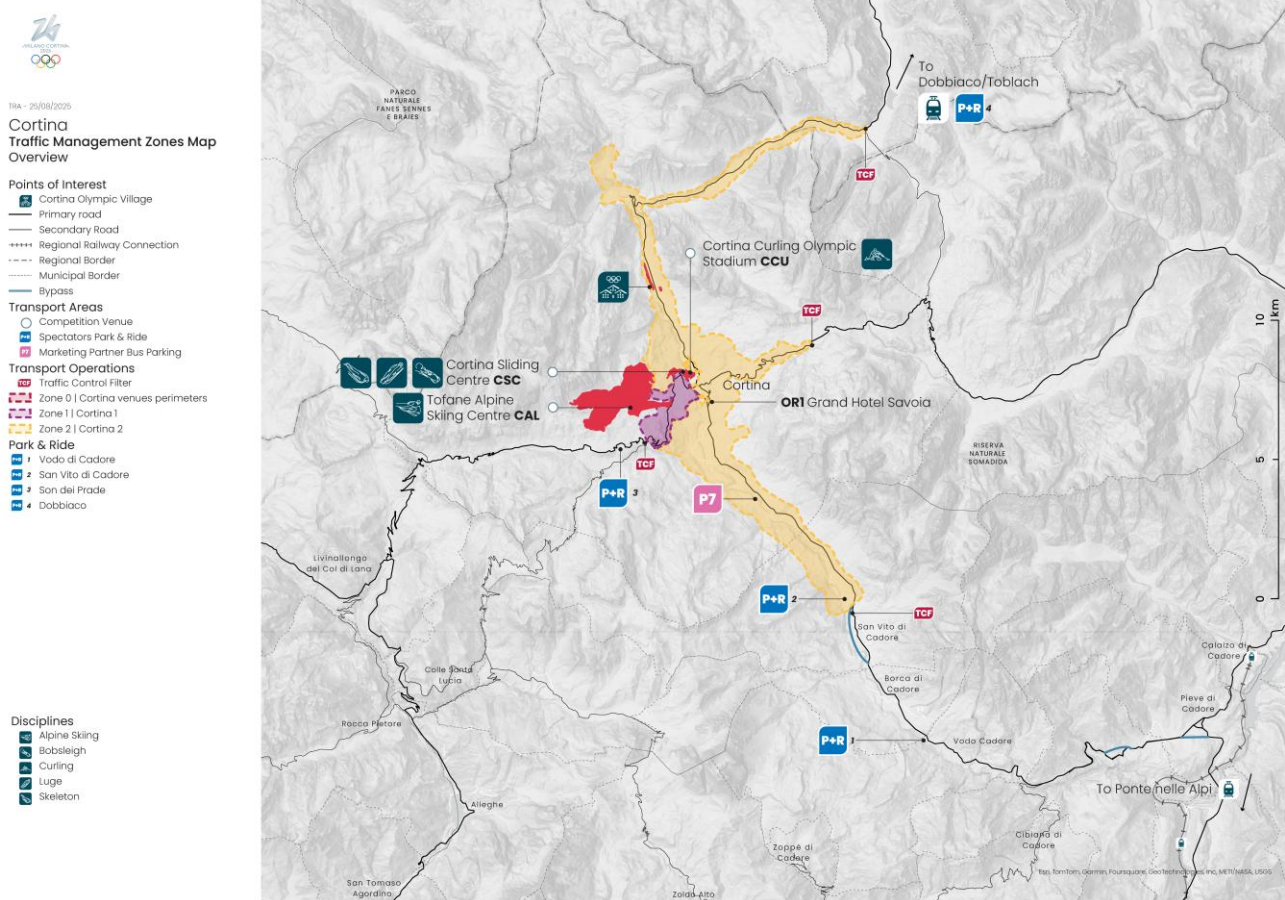 MILANO CORTINA
2026
TRA - 25/08/2025
Cortina
Traffic Management Zones Map
Overview
Points of Interest
Cortina Olympic Village
Primary road
Secondary Road
Regional Railway Connection
Regional Border
Municipal Border
Bypass
Transport Areas
Competition Venue
P+R Spectators Park & Ride
P7 Marketing Partner Bus Parking
Transport Operations
TCF Traffic Control Filter
Zone 0 | Cortina venues perimeters
Zone 1 | Cortina 1
Zone 2 | Cortina 2
Park & Ride
P+R 1 Vodo di Cadore
P+R 2 San Vito di Cadore
P+R 3 Son dei Prade
P+R 4 Dobbiaco
Disciplines
Alpine Skiing
Bobsleigh
Curling
Luge
Skeleton
PARCO
NATURALE
FANES SENNES
E BRAIES
To
Dobbiaco/Toblach
P+R 4
TCF
Cortina Curling Olympic
Stadium CCU
TCF
10 km
5
0
Cortina Sliding
Centre CSC
Tofane Alpine
Skiing Centre CAL
Cortina
OR1 Grand Hotel Savoia
RISERVA
NATURALE
SOMADIDA
TCF
P+R 3
P7
Livinallongo
del Col di Lana
P+R 2
TCF
San Vito di
Cadore
Calalzo di
Cadore
Colle Santa
Lucia
Borca di
Cadore
Pieve di
Cadore
Rocca Pietore
P+R 1
Vodo Cadore
To Ponte nelle Alpi
Alleghe
Cibiana di
Cadore
Zoppè di
Cadore
San Tomaso
Agordino
Zoldo Alto
Esri, TomTom, Garmin, Foursquare, GeoTechnologies, Inc, METI/NASA, USGS